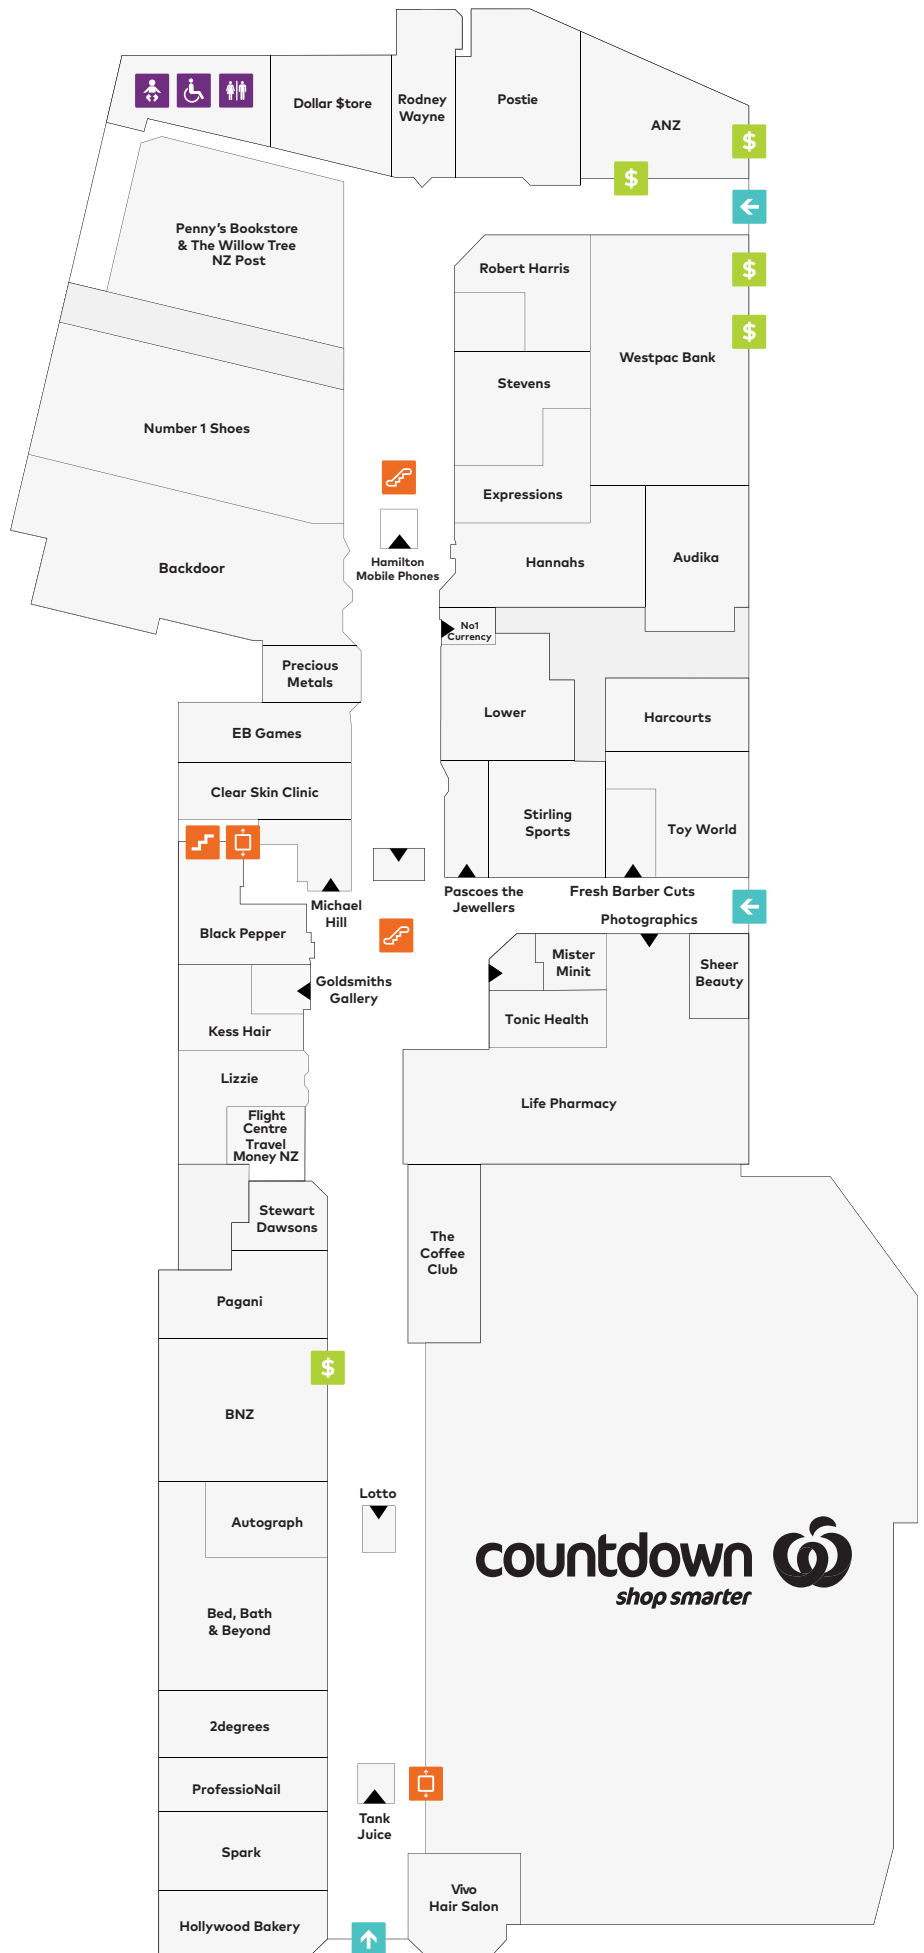 Dollar $tore
Rodney
Wayne
Postie
ANZ
$
$
Penny's Bookstore
& The Willow Tree
NZ Post
Robert Harris
$
$
Westpac Bank
Stevens
Number 1 Shoes
Expressions
Hamilton
Mobile Phones
Backdoor
Hannahs
Audika
No1
Currency
Precious
Metals
Lower
Harcourts
EB Games
Clear Skin Clinic
Stirling
Sports
Toy World
Michael
Hill
Pascoes the
Jewellers
Fresh Barber Cuts
Photographics
Black Pepper
Mister
Minit
Sheer
Beauty
Goldsmiths
Gallery
Tonic Health
Kess Hair
Lizzie
Life Pharmacy
Flight
Centre
Travel
Money NZ
Stewart
Dawsons
The
Coffee
Club
Pagani
$
BNZ
Lotto
Autograph
countdown
shop smarter
Bed, Bath
& Beyond
2degrees
ProfessioNail
Tank
Juice
Spark
Vivo
Hair Salon
Hollywood Bakery